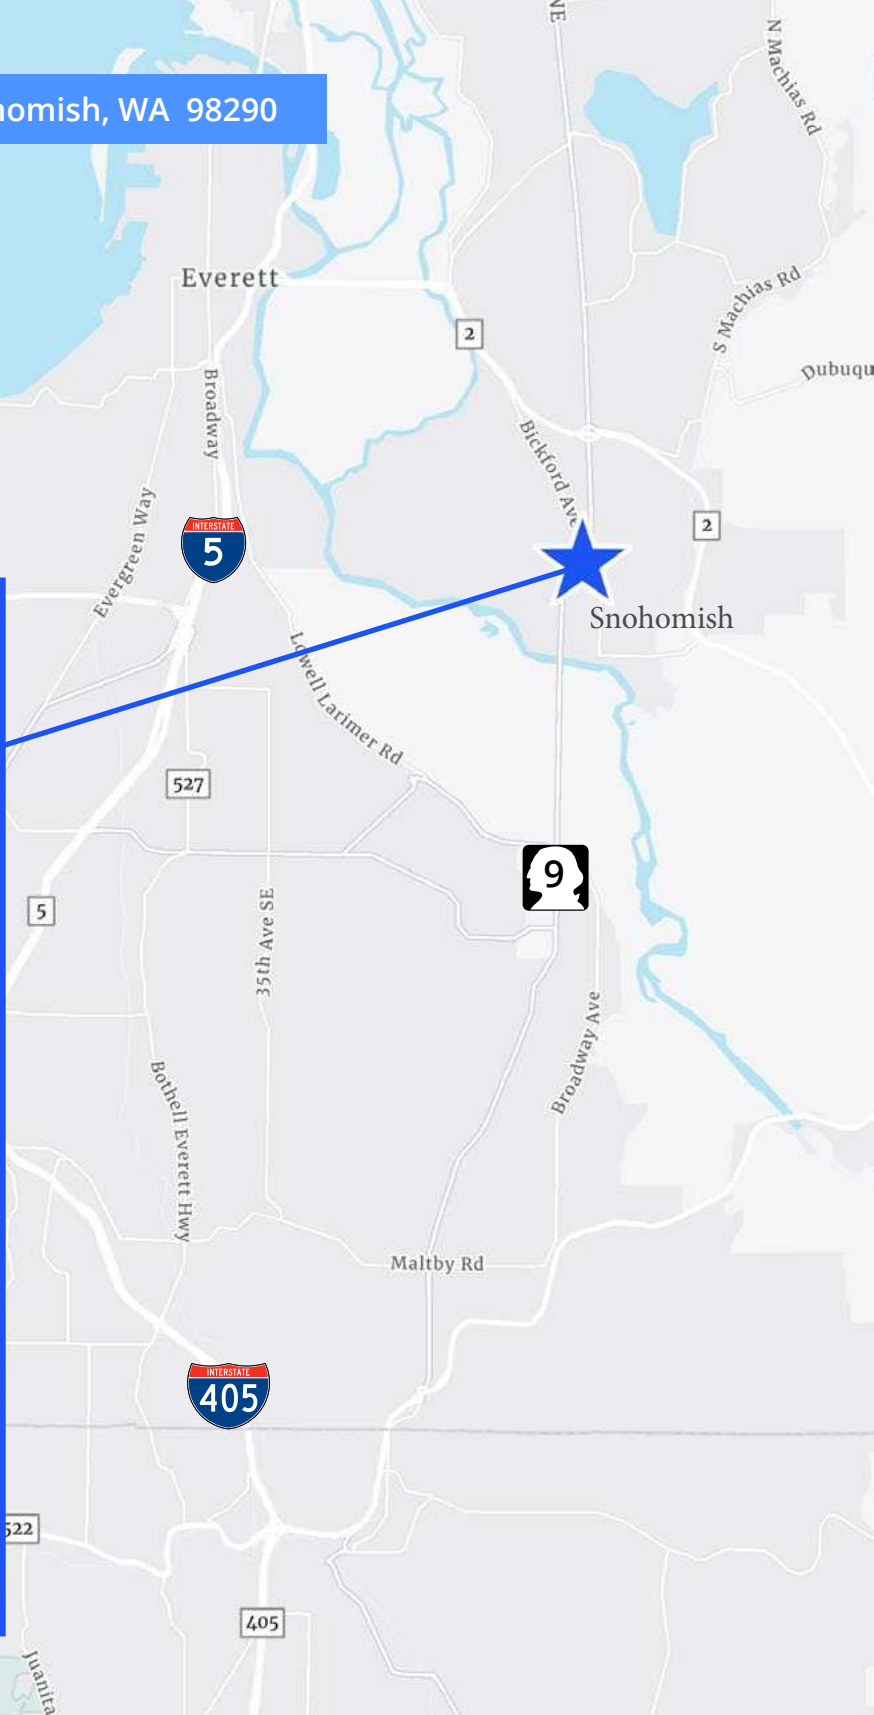 NE
N Machias Rd
homish, WA 98290
Everett
S Machias Rd
2
Dubuqu
Broadway
Bickford Ave
Evergreen Way
INTERSTATE
5
2
Snohomish
Lowell Larimer Rd
527
9
5
35th Ave SE
Broadway Ave
Bothell Everett Hwy
Maltby Rd
INTERSTATE
405
522
405
Juanita